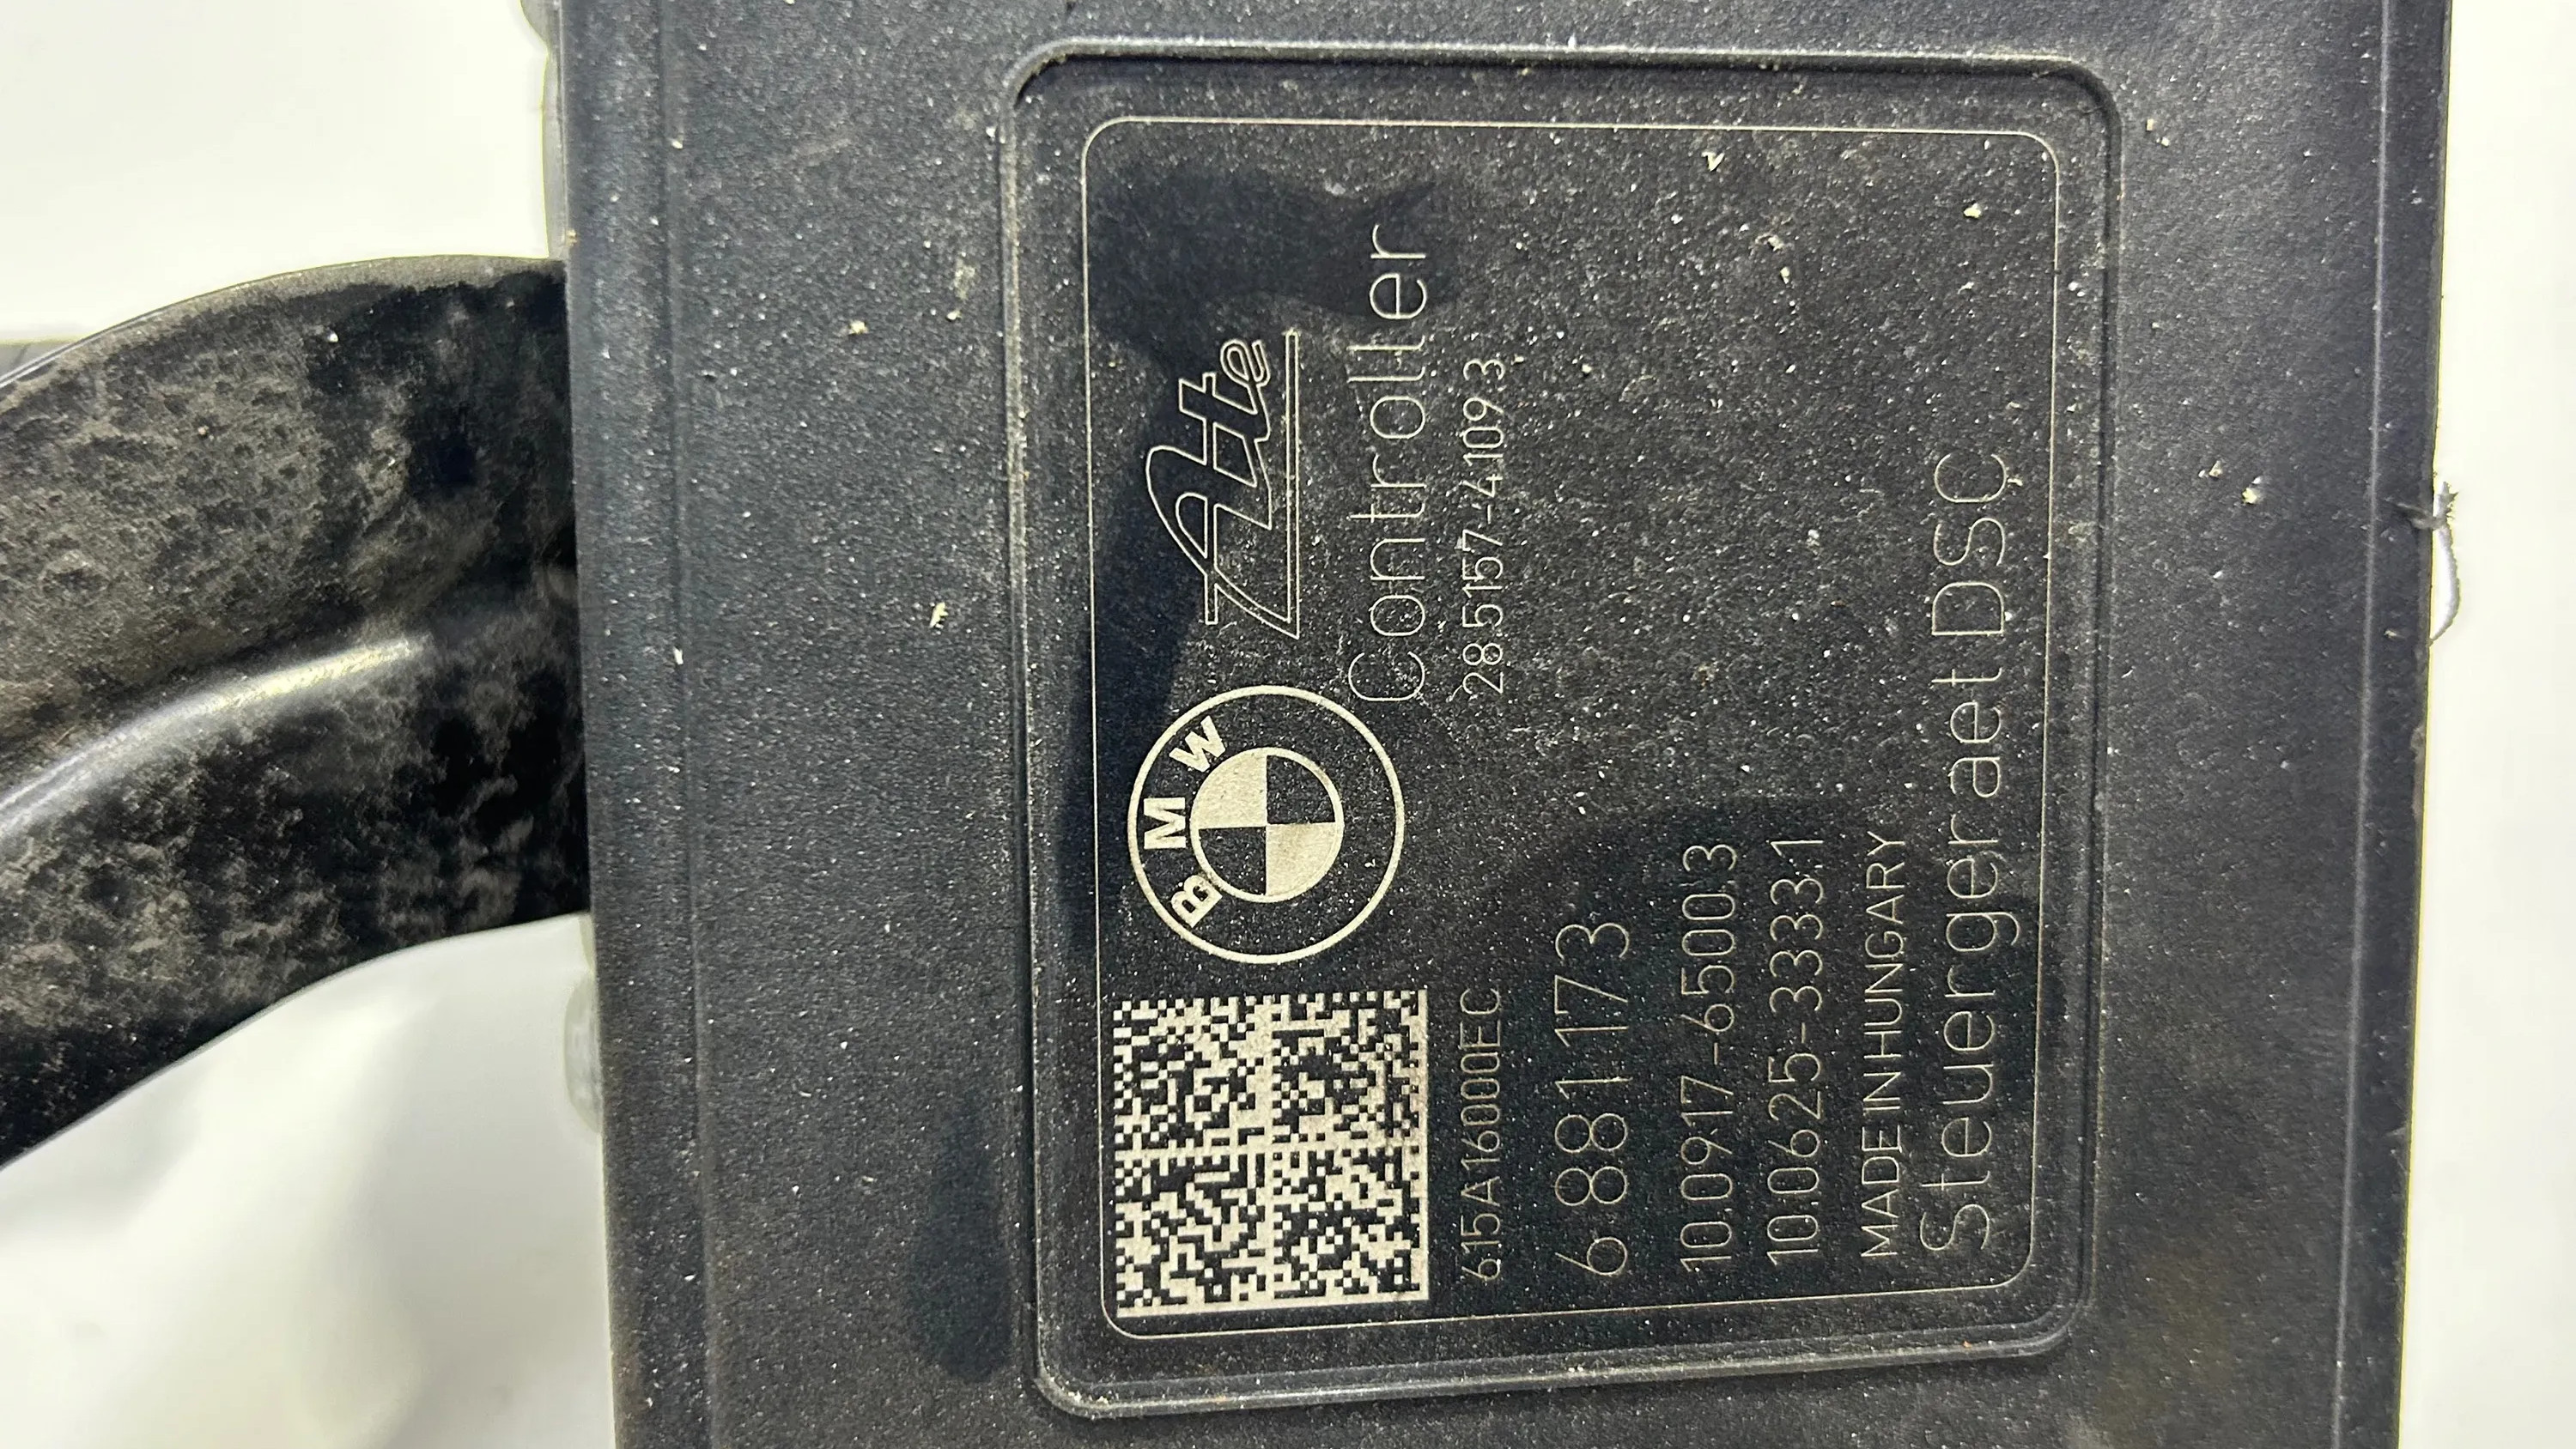 BMW
Ate
Controller
28.5157-4109.3
615A16000EC
6 881 173
10.0917-6500.3
10.0625-3333.1
MADE IN HUNGARY
Steuergeraet DSC